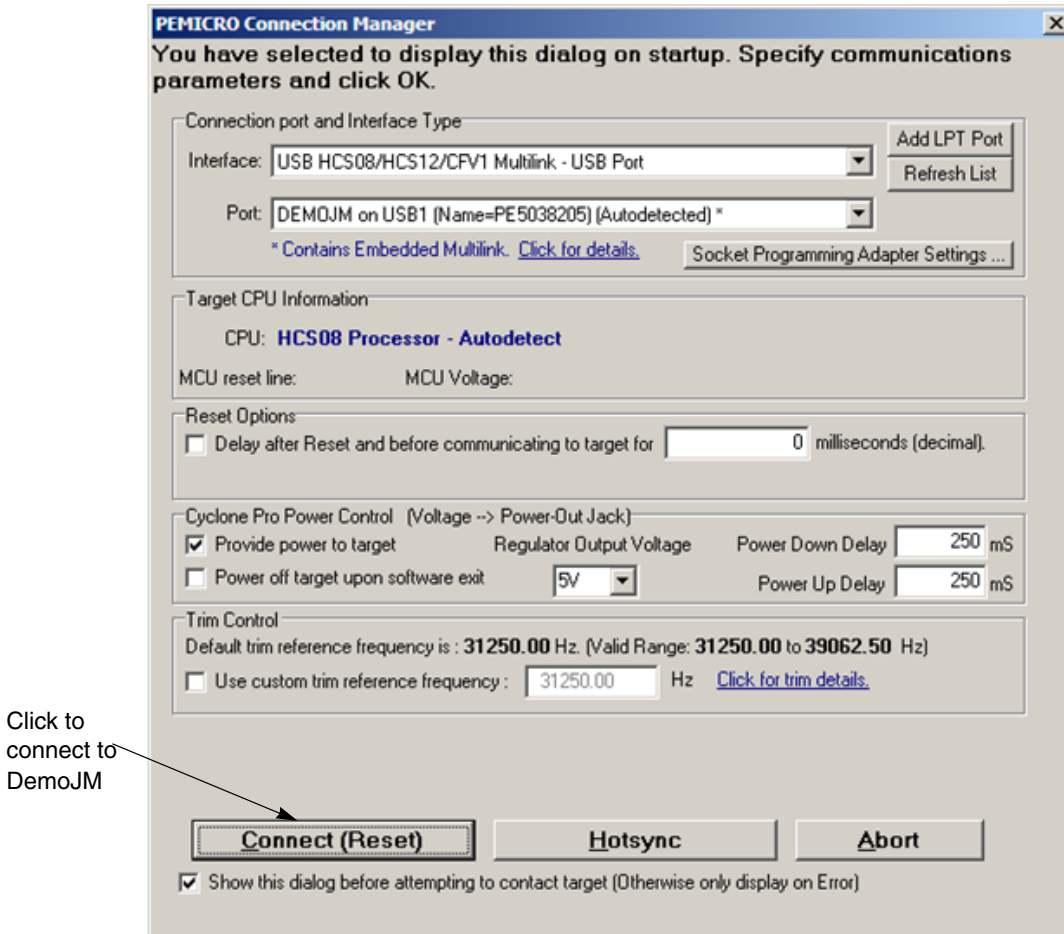 PEMICRO Connection Manager
You have selected to display this dialog on startup. Specify communications
parameters and click OK.
Connection port and Interface Type
Add LPT Port
Interface: USB HCS08/HCS12/CFV1 Multilink - USB Port
Refresh List
Port: DEMOJM on USB1 (Name=PE5038205) (Autodetected) *
* Contains Embedded Multilink. Click for details.
Socket Programming Adapter Settings ...
Target CPU Information
CPU: HCS08 Processor - Autodetect
MCU reset line: MCU Voltage:
Reset Options
Delay after Reset and before communicating to target for 0 milliseconds (decimal).
Cyclone Pro Power Control (Voltage --> Power-Out Jack)
Provide power to target Regulator Output Voltage Power Down Delay 250 mS
Power off target upon software exit 5V Power Up Delay 250 mS
Trim Control
Default trim reference frequency is : 31250.00 Hz. (Valid Range: 31250.00 to 39062.50 Hz)
Use custom trim reference frequency : 31250.00 Hz Click for trim details.
Click to
connect to
DemoJM
Connect (Reset) Hotsync Abort
Show this dialog before attempting to contact target (Otherwise only display on Error)